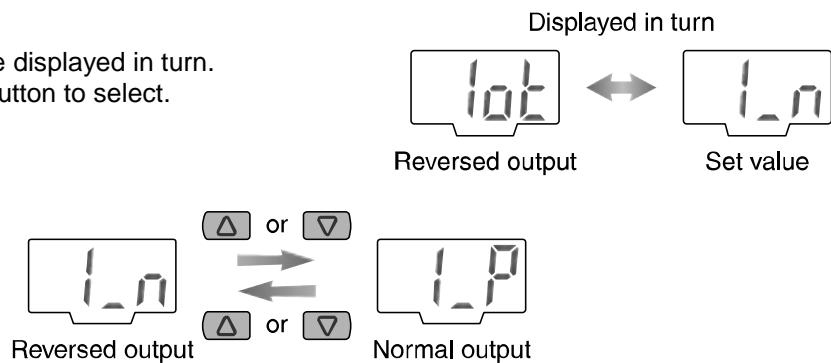 Displayed in turn
e displayed in turn.
utton to select.
1ot
1_n
Reversed output
Set value
or
1_n
1_P
or
Reversed output
Normal output